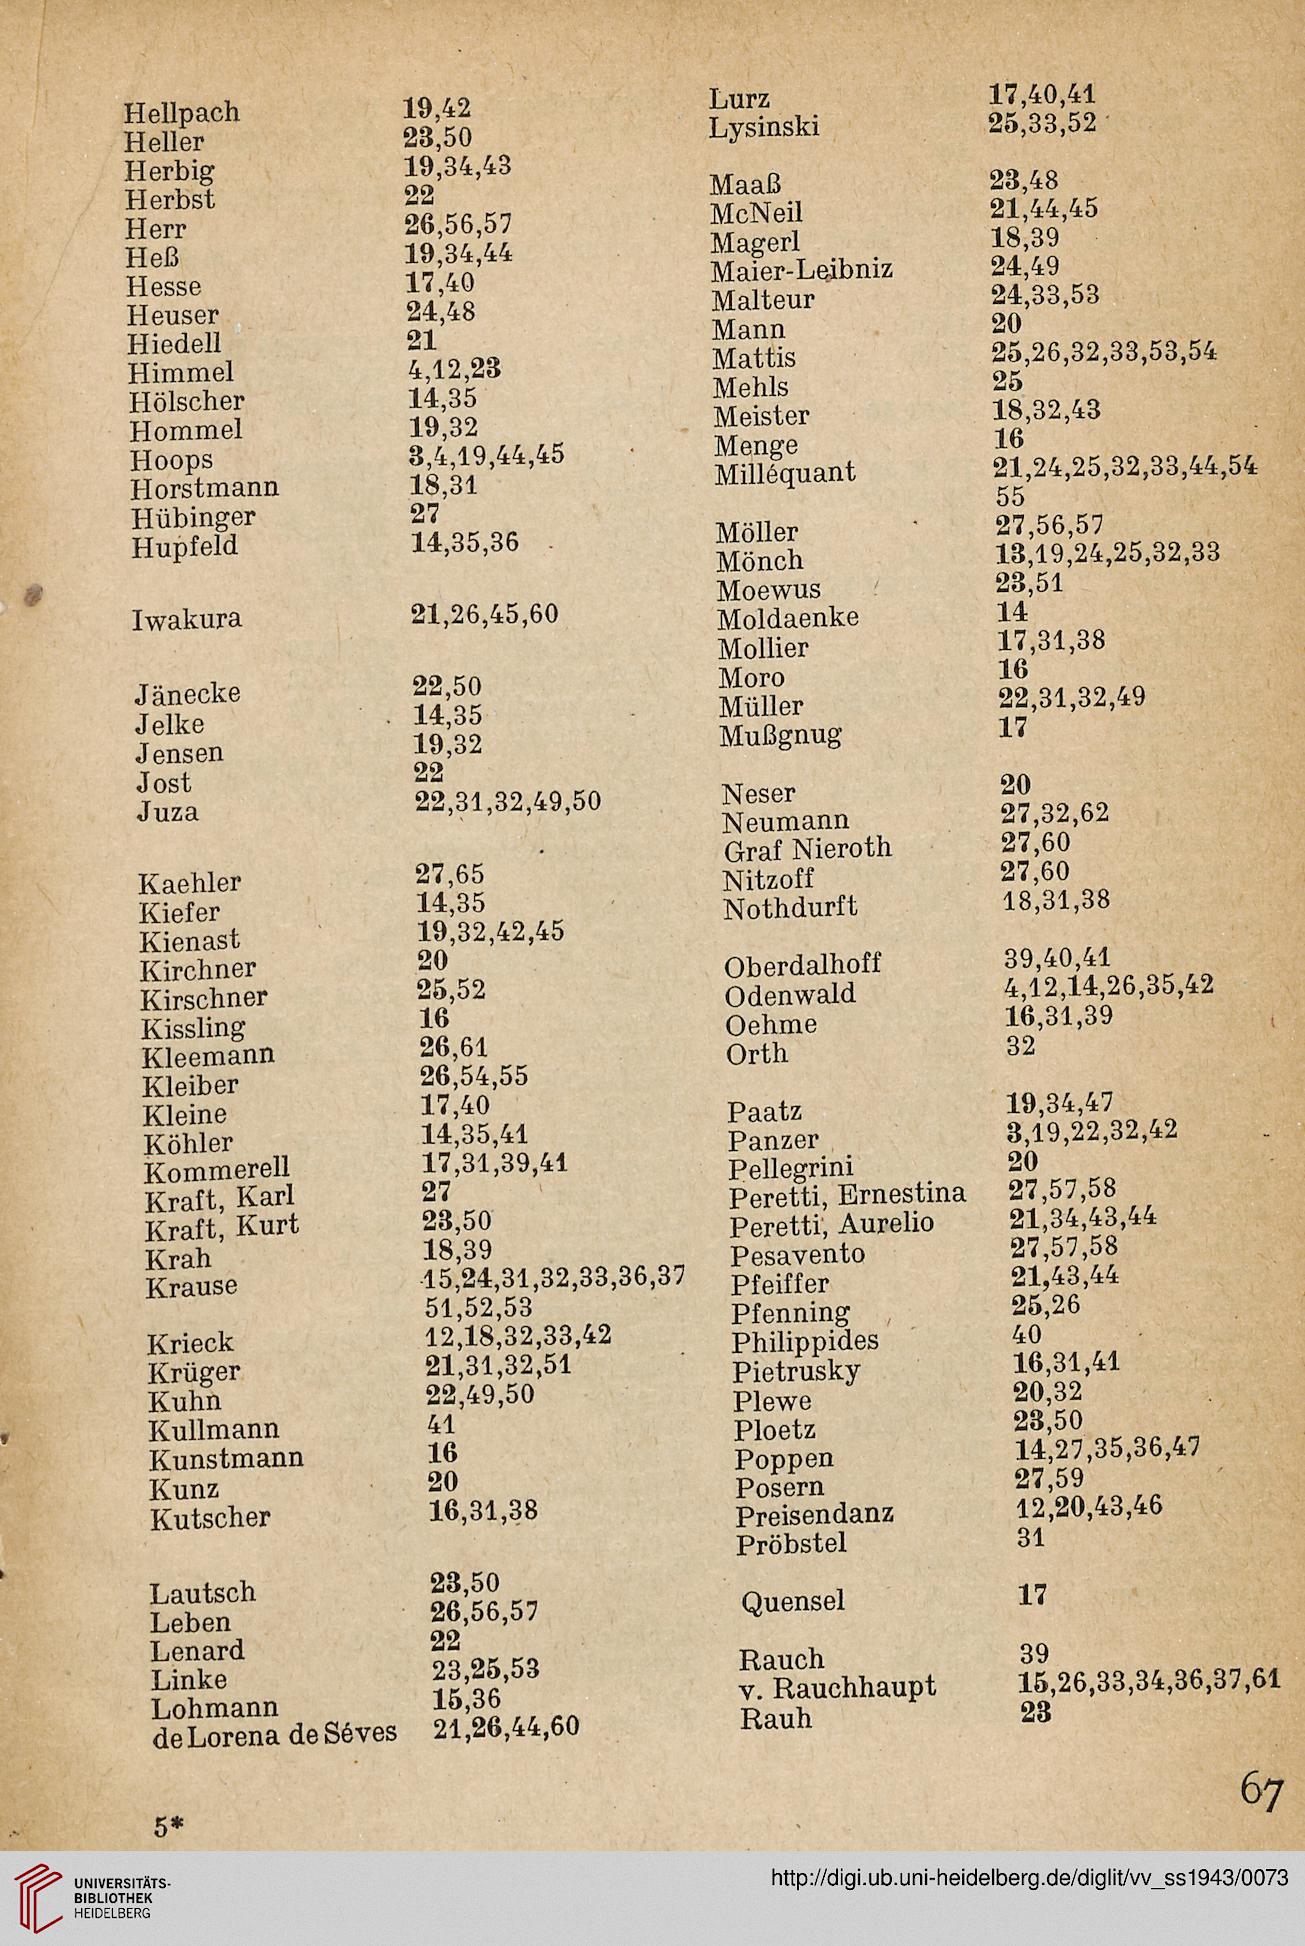 Hellpach 19,42
Heller 23,50
Herbig 19,34,43
Herbst 22
Herr 26,56,57
Heß 19,34,44
Hesse 17,40
Heuser 24,48
Hiedell 21
Himmel 4,12,23
Hölscher 14,35
Hommel 19,32
Hoops 3,4,19,44,45
Horstmann 18,31
Hübinger 27
Hupfeld 14,35,36
Iwakura 21,26,45,60
Jänecke 22,50
Jelke 14,35
Jensen 19,32
Jost 22
Juza 22,31,32,49,50
Kaehler 27,65
Kiefer 14,35
Kienast 19,32,42,45
Kirchner 20
Kirschner 25,52
Kissling 16
Kleemann 26,61
Kleiber 26,54,55
Kleine 17,40
Köhler 14,35,41
Kommerell 17,31,39,41
Kraft, Karl 27
Kraft, Kurt 23,50
Krah 18,39
Krause 15,24,31,32,33,36,37
51,52,53
Krieck 12,18,32,33,42
Krüger 21,31,32,51
Kuhn 22,49,50
Kullmann 41
Kunstmann 16
Kunz 20
Kutscher 16,31,38
Lautsch 23,50
Leben 26,56,57
Lenard 22
Linke 23,25,53
Lohmann 15,36
de Lorena de Séves 21,26,44,60
Lurz 17,40,41
Lysinski 25,33,52
Maaß 23,48
McNeil 21,44,45
Magerl 18,39
Maier-Leibniz 24,49
Malteur 24,33,53
Mann 20
Mattis 25,26,32,33,53,54
Mehls 25
Meister 18,32,43
Menge 16
Milléquant 21,24,25,32,33,44,54
55
Möller 27,56,57
Mönch 13,19,24,25,32,33
Moewus 23,51
Moldaenke 14
Mollier 17,31,38
Moro 16
Müller 22,31,32,49
Mußgnug 17
Neser 20
Neumann 27,32,62
Graf Nieroth 27,60
Nitzoff 27,60
Nothdurft 18,31,38
Oberdalhoff 39,40,41
Odenwald 4,12,14,26,35,42
Oehme 16,31,39
Orth 32
Paatz 19,34,47
Panzer 3,19,22,32,42
Pellegrini 20
Peretti, Ernestina 27,57,58
Peretti, Aurelio 21,34,43,44
Pesavento 27,57,58
Pfeiffer 21,43,44
Pfenning 25,26
Philippides 40
Pietrusky 16,31,41
Plewe 20,32
Ploetz 23,50
Poppen 14,27,35,36,47
Posern 27,59
Preisendanz 12,20,43,46
Pröbstel 31
Quensel 17
Rauch 39
v. Rauchhaupt 15,26,33,34,36,37,61
Rauh 23
67
5*
UNIVERSITÄTS-
BIBLIOTHEK
HEIDELBERG
http://digi.ub.uni-heidelberg.de/diglit/vv_ss1943/0073